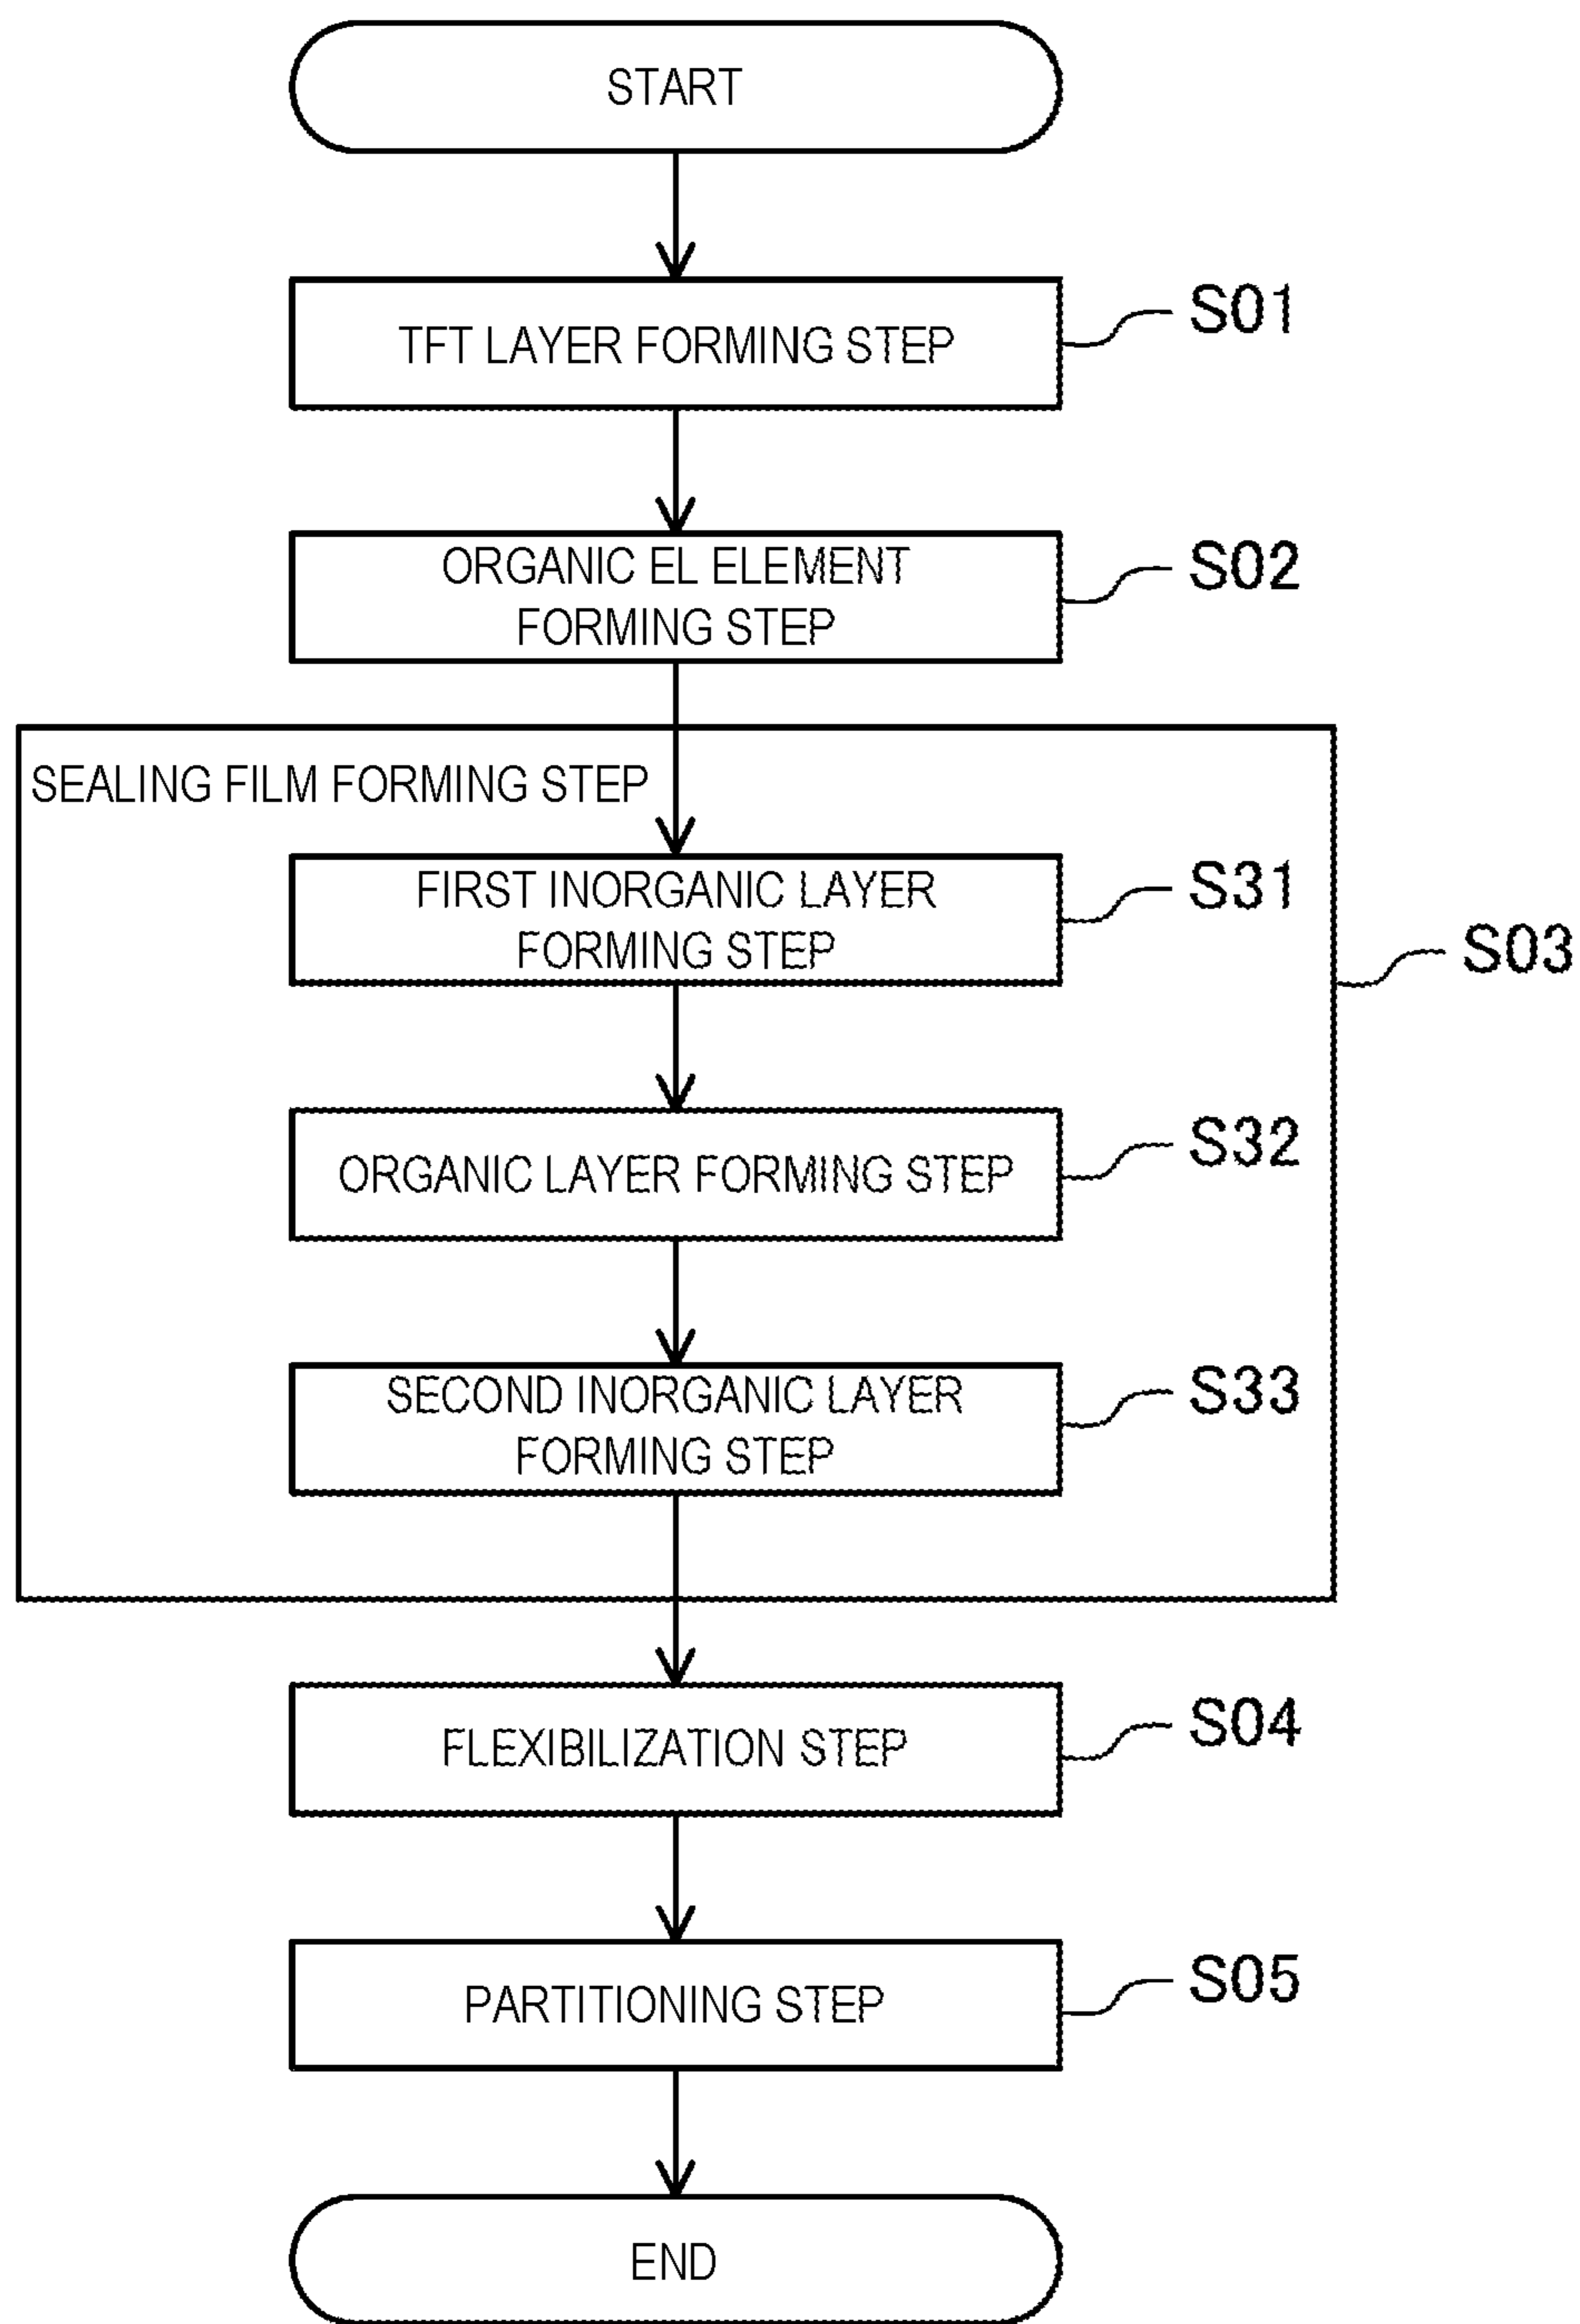 START
TFT LAYER FORMING STEP
S01
ORGANIC EL ELEMENT
FORMING STEP
S02
SEALING FILM FORMING STEP
FIRST INORGANIC LAYER
FORMING STEP
S31
S03
ORGANIC LAYER FORMING STEP
S32
SECOND INORGANIC LAYER
FORMING STEP
S33
FLEXIBILIZATION STEP
S04
PARTITIONING STEP
S05
END